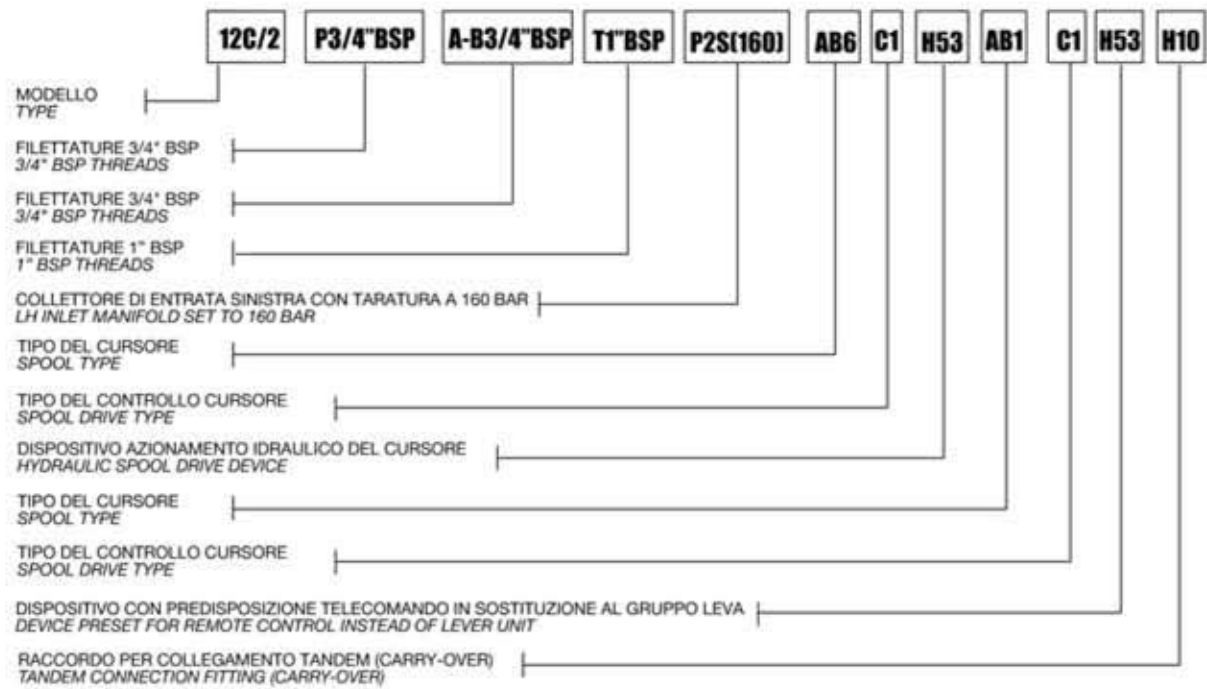 12C/2 P3/4"BSP A-B3/4"BSP T1"BSP P2S(160) AB6 C1 H53 AB1 C1 H53 H10
MODELLO
TYPE
FILETTATURE 3/4" BSP
3/4" BSP THREADS
FILETTATURE 3/4" BSP
3/4" BSP THREADS
FILETTATURE 1" BSP
1" BSP THREADS
COLLETTORE DI ENTRATA SINISTRA CON TARATURA A 160 BAR
LH INLET MANIFOLD SET TO 160 BAR
TIPO DEL CURSORE
SPOOL TYPE
TIPO DEL CONTROLLO CURSORE
SPOOL DRIVE TYPE
DISPOSITIVO AZIONAMENTO IDRAULICO DEL CURSORE
HYDRAULIC SPOOL DRIVE DEVICE
TIPO DEL CURSORE
SPOOL TYPE
TIPO DEL CONTROLLO CURSORE
SPOOL DRIVE TYPE
DISPOSITIVO CON PREDISPOSIZIONE TELECOMANDO IN SOSTITUZIONE AL GRUPPO LEVA
DEVICE PRESET FOR REMOTE CONTROL INSTEAD OF LEVER UNIT
RACCORDO PER COLLEGAMENTO TANDEM (CARRY-OVER)
TANDEM CONNECTION FITTING (CARRY-OVER)